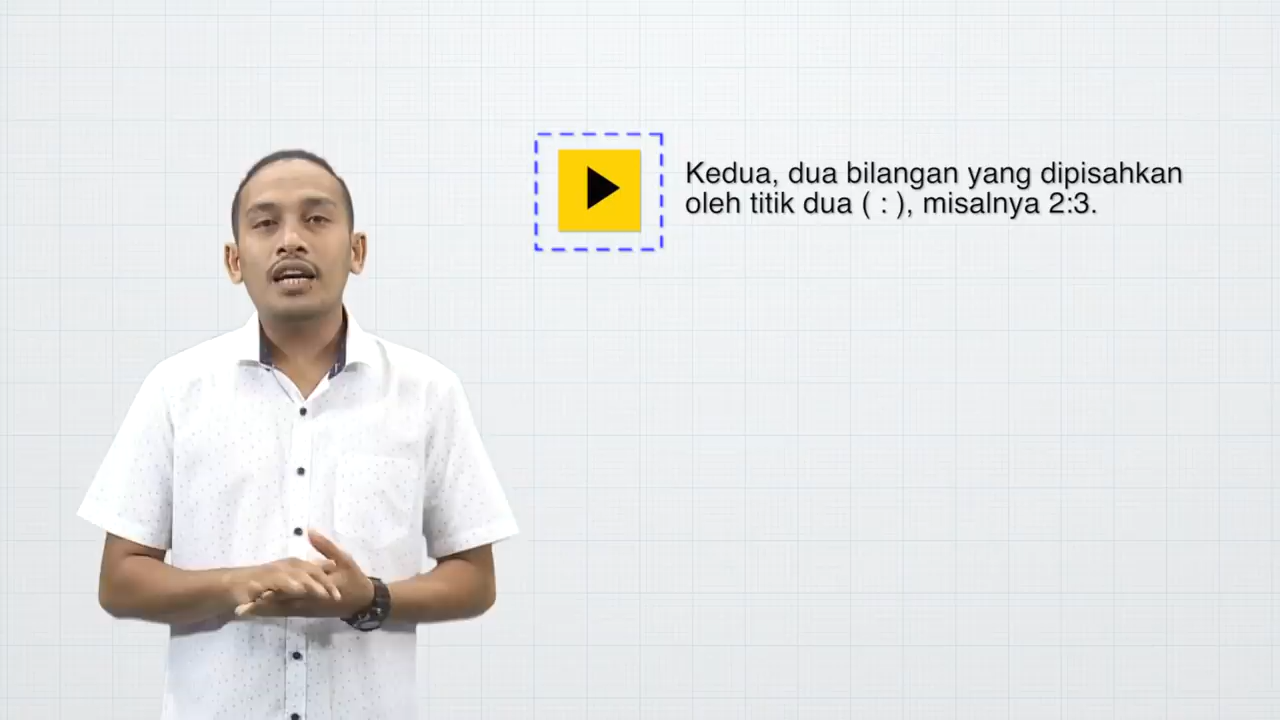 Kedua, dua bilangan yang dipisahkan
oleh titik dua ( : ), misalnya 2:3.